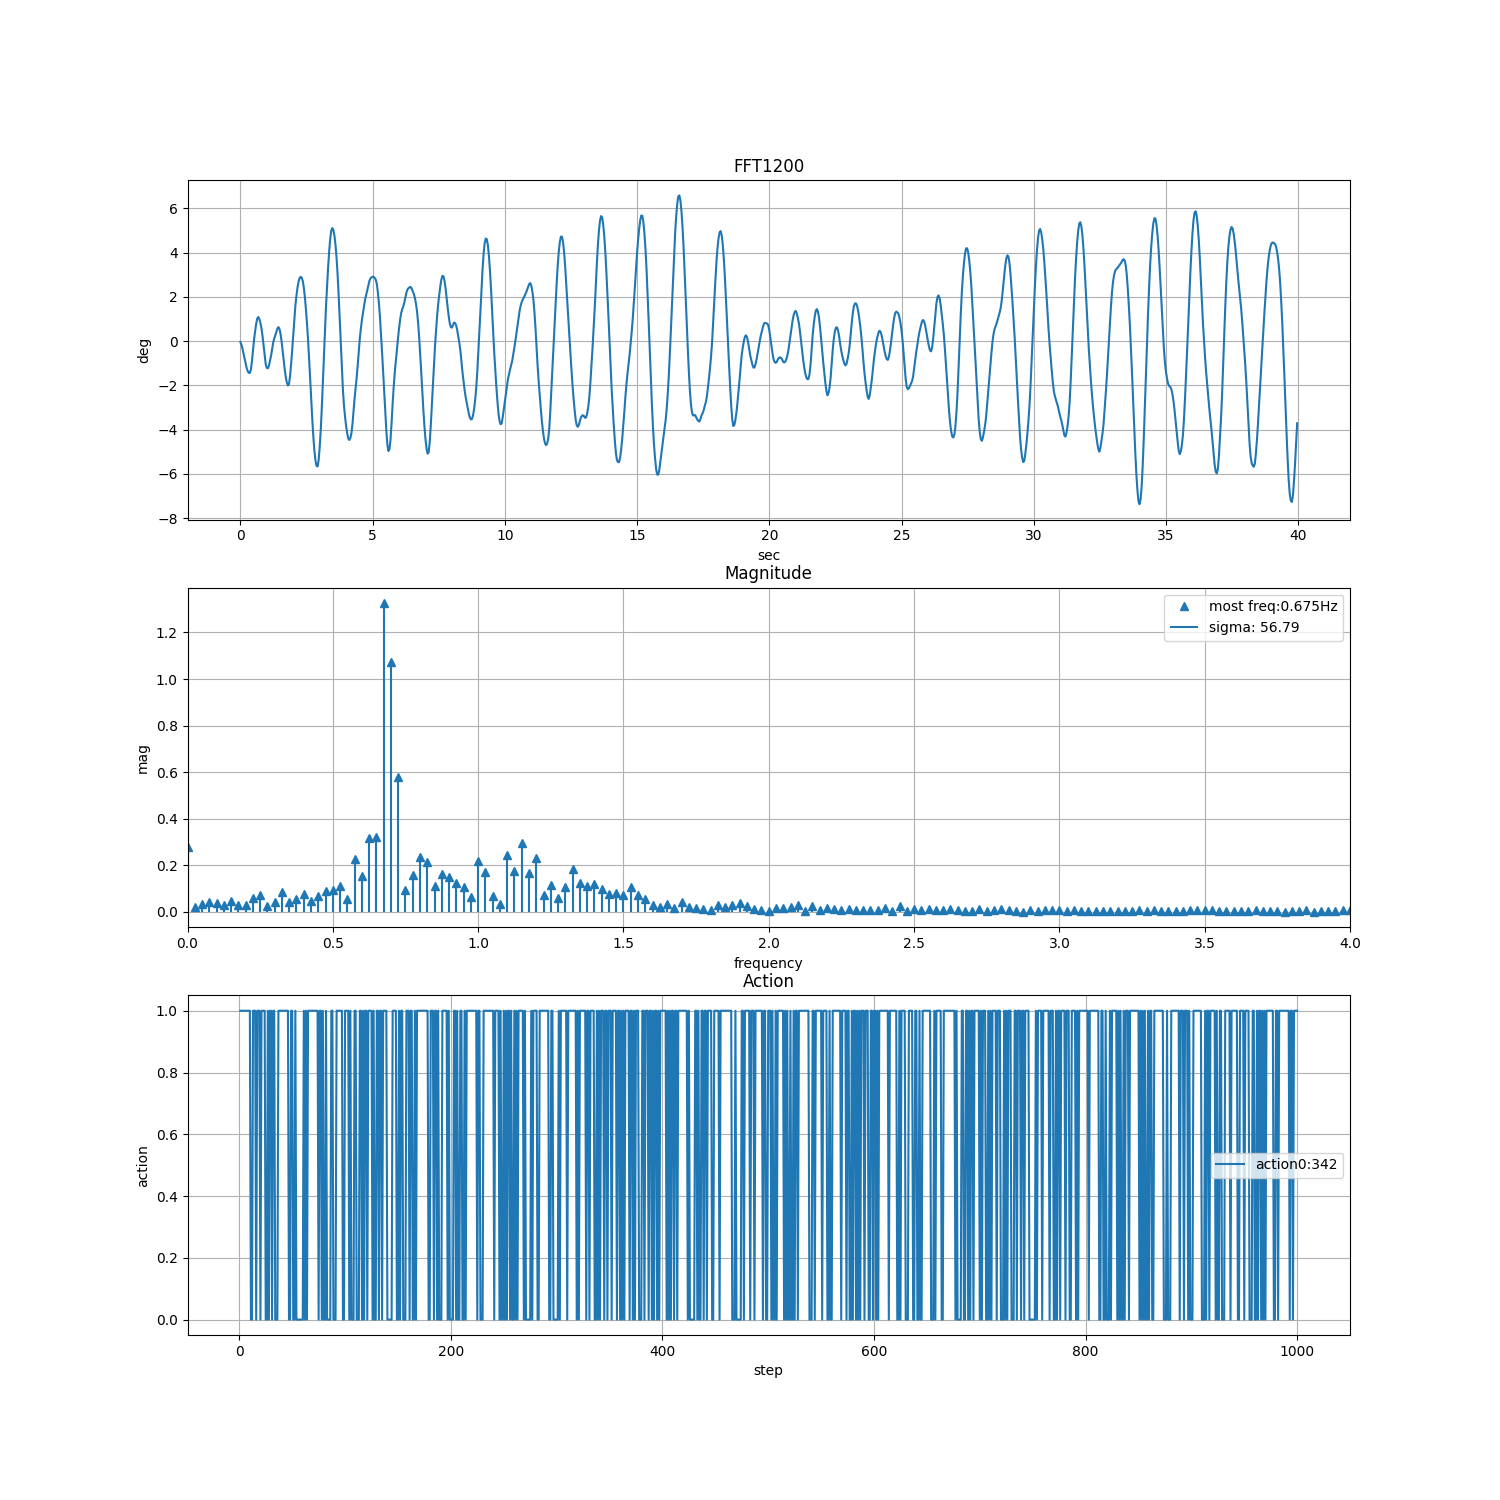 FFT1200
6
4
2
0
−2
−4
−6
−8
deg
0 5 10 15 20 25 30 35 40
sec
Magnitude
most freq:0.675Hz
sigma: 56.79
1.2
1.0
0.8
0.6
0.4
0.2
0.0
mag
0.0 0.5 1.0 1.5 2.0 2.5 3.0 3.5 4.0
frequency
Action
1.0
0.8
0.6
0.4
0.2
0.0
action
action0:342
0 200 400 600 800 1000
step